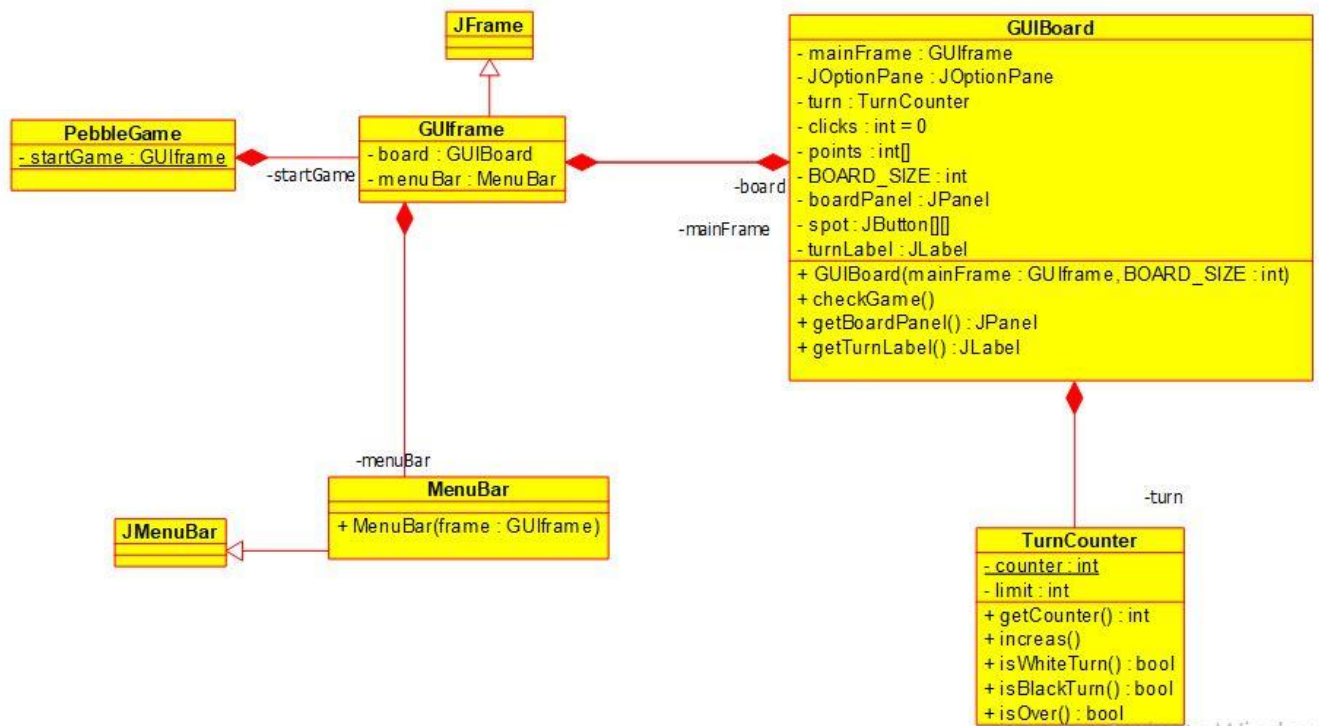 JFrame
PebbleGame
- startGame : GUIframe
-startGame
GUIframe
- board : GUIBoard
- menuBar : MenuBar
-board
-mainFrame
GUIBoard
- mainFrame : GUIframe
- JOptionPane : JOptionPane
- turn : TurnCounter
- clicks : int = 0
- points : int[]
- BOARD_SIZE : int
- boardPanel : JPanel
- spot : JButton[][]
- turnLabel : JLabel
+ GUIBoard(mainFrame : GUIframe, BOARD_SIZE : int)
+ checkGame()
+ getBoardPanel() : JPanel
+ getTurnLabel() : JLabel
-menuBar
MenuBar
+ MenuBar(frame : GUIframe)
JMenuBar
-turn
TurnCounter
- counter : int
- limit : int
+ getCounter() : int
+ increas()
+ isWhiteTurn() : bool
+ isBlackTurn() : bool
+ isOver() : bool